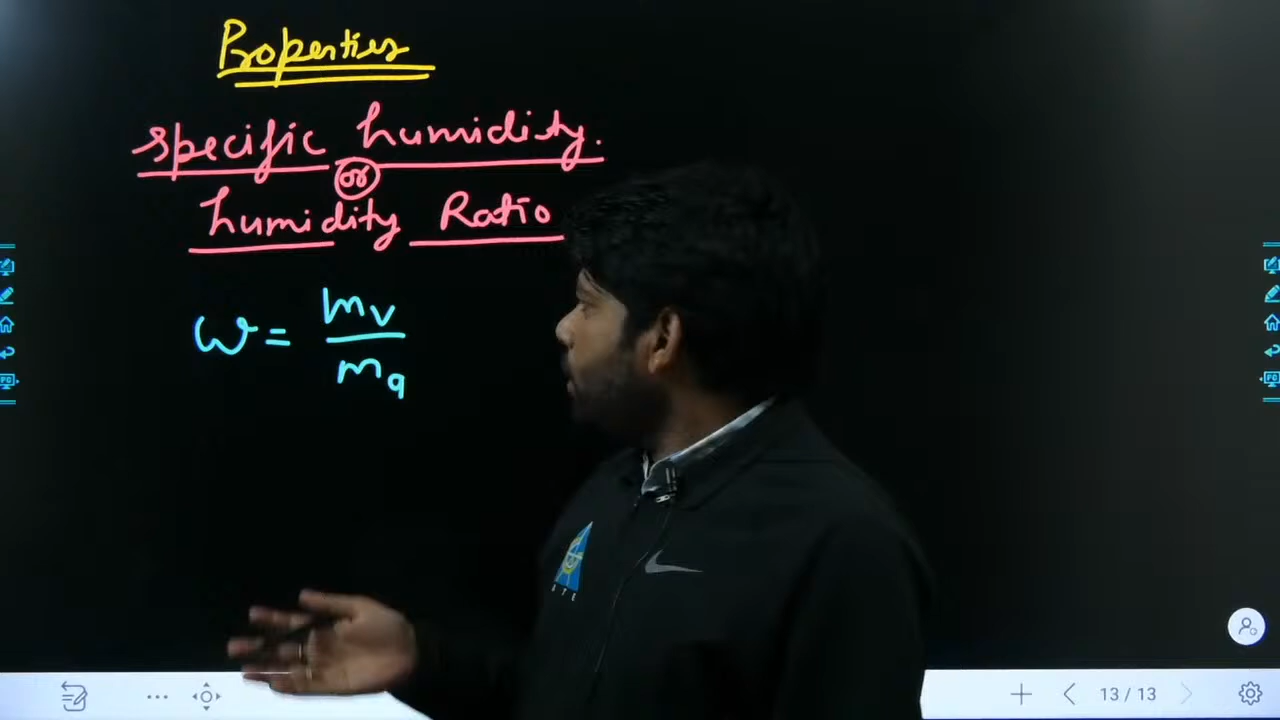 Properties
specific humidity.
or
humidity Ratio
ω = mv
ma
13 / 13